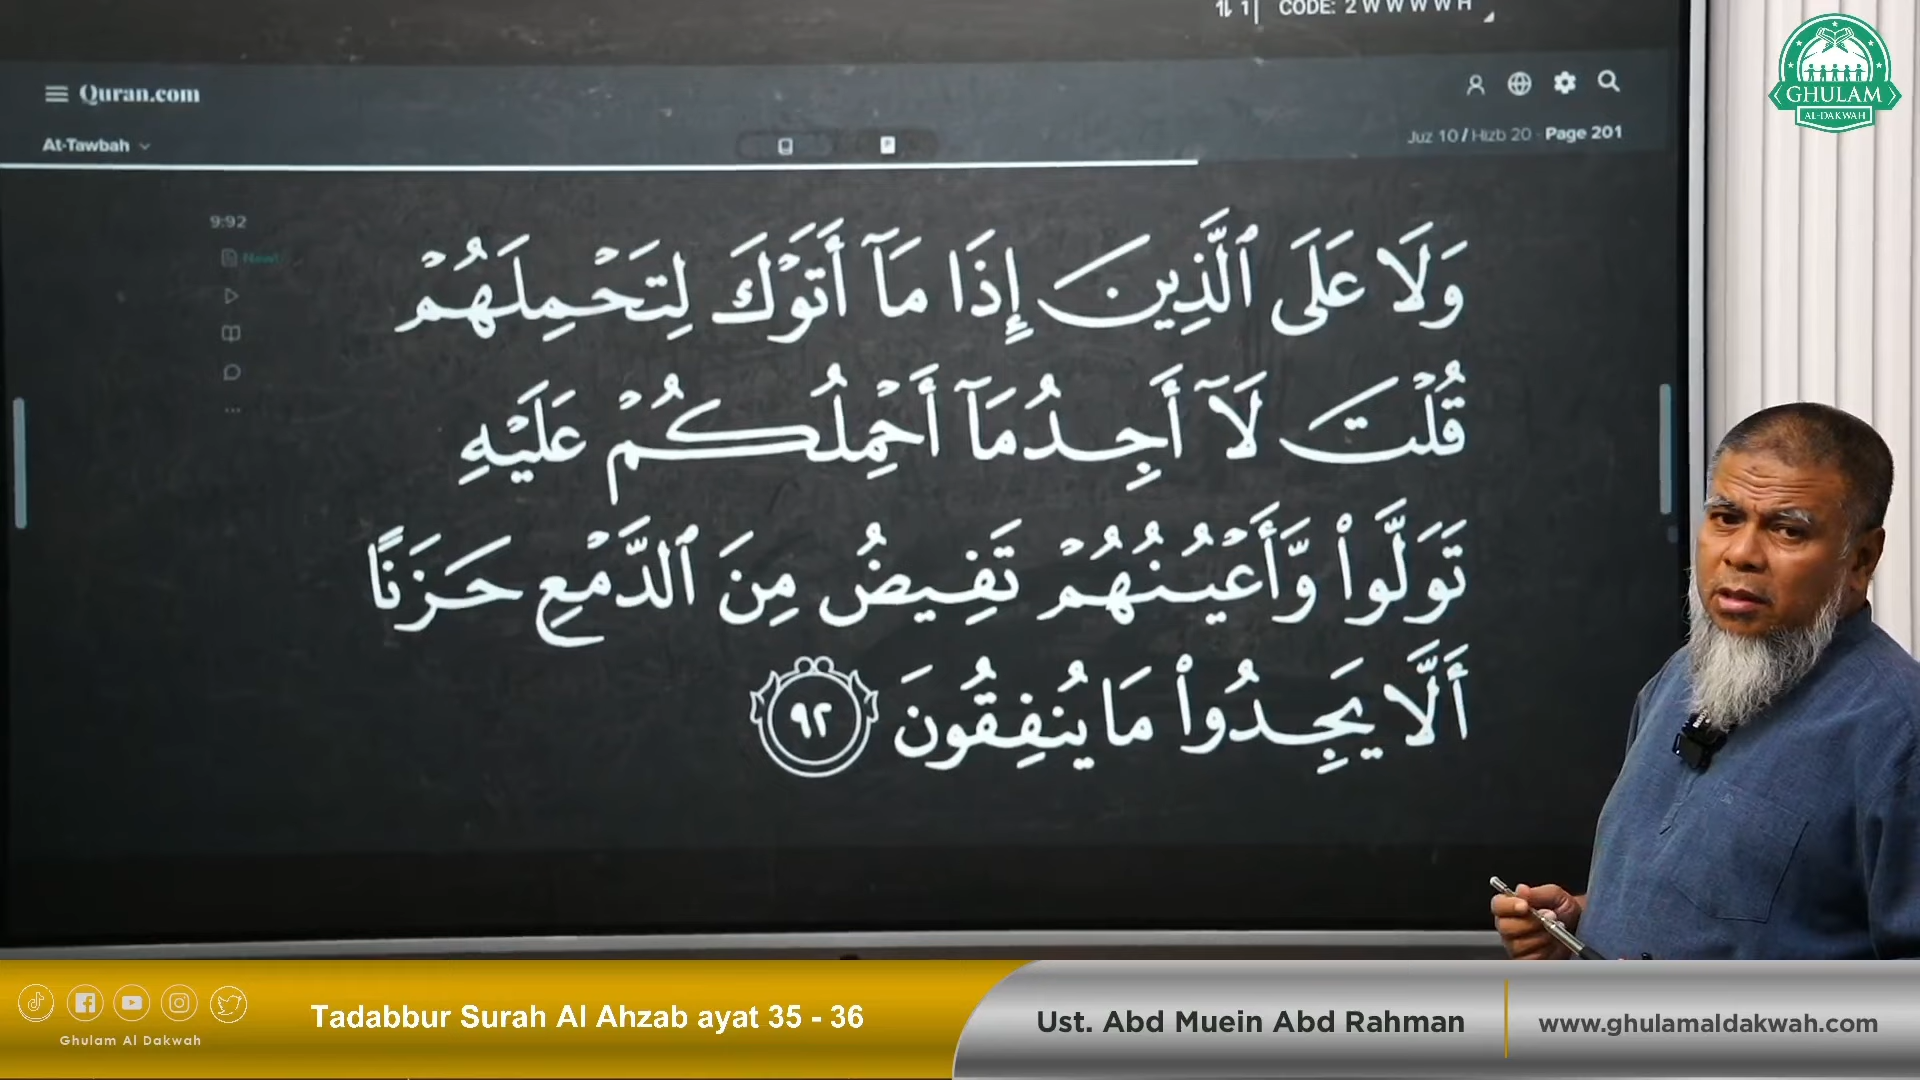 CODE: 2WWWWH
Quran.com
At-Tawbah
Juz 10 / Hizb 20 - Page 201
GHULAM
AL-DAKWAH
9:92
New!
وَلَا عَلَى ٱلَّذِينَ إِذَا مَآ أَتَوْكَ لِتَحْمِلَهُمْ
قُلْتَ لَآ أَجِدُ مَآ أَحْمِلُكُمْ عَلَيْهِ
تَوَلَّوا۟ وَّأَعْيُنُهُمْ تَفِيضُ مِنَ ٱلدَّمْعِ حَزَنًا
أَلَّا يَجِدُوا۟ مَا يُنفِقُونَ ٩٢
Ghulam Al Dakwah
Tadabbur Surah Al Ahzab ayat 35 - 36
Ust. Abd Muein Abd Rahman
www.ghulamaldakwah.com